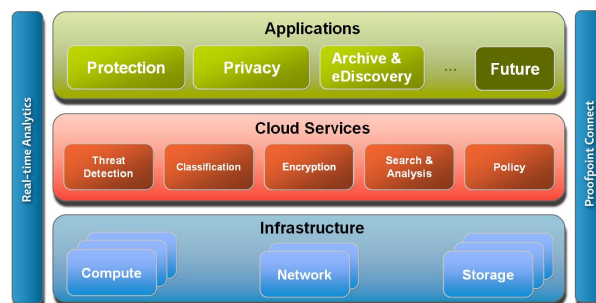 Real-time Analytics
Applications
Protection
Privacy
Archive &
eDiscovery
...
Future
Cloud Services
Threat
Detection
Classification
Encryption
Search &
Analysis
Policy
Infrastructure
Compute
Network
Storage
Proofpoint Connect